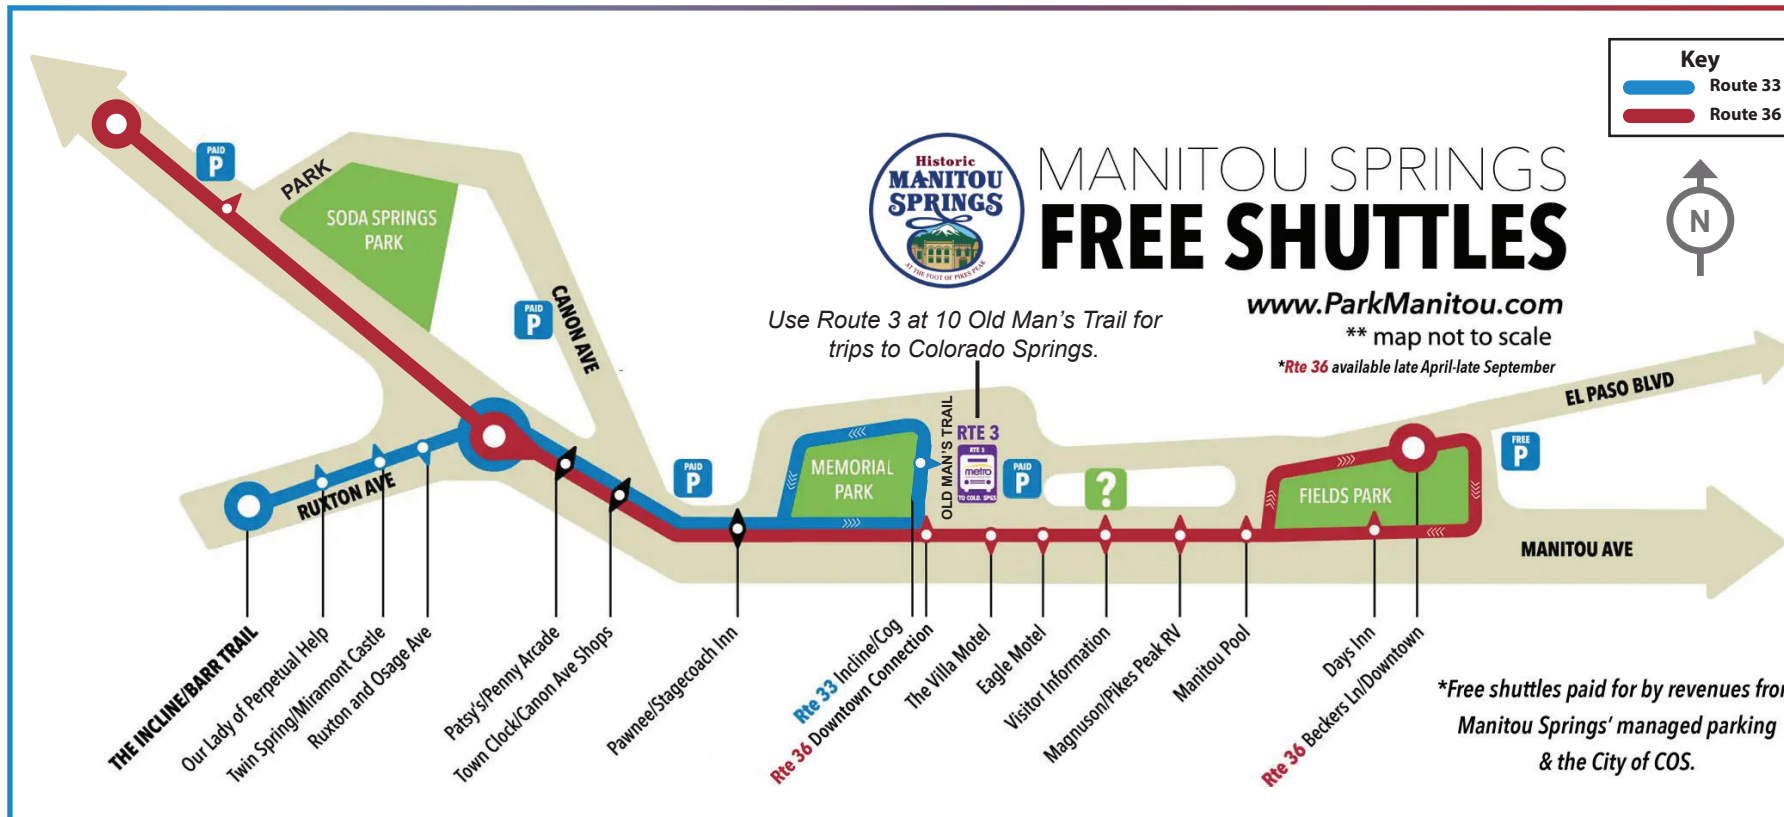 Key
Route 33
Route 36
N
Historic
MANITOU
SPRINGS
AT THE FOOT OF PIKES PEAK
MANITOU SPRINGS
FREE SHUTTLES
www.ParkManitou.com
** map not to scale
*Rte 36 available late April-late September
Use Route 3 at 10 Old Man's Trail for
trips to Colorado Springs.
PAID
P
PARK
SODA SPRINGS
PARK
PAID
P
CANON AVE
RUXTON AVE
PAID
P
MEMORIAL
PARK
OLD MAN'S TRAIL
RTE 3
RTE 3
metro
TO COLO. SPGS
PAID
P
?
FIELDS PARK
EL PASO BLVD
FREE
P
MANITOU AVE
THE INCLINE/BARR TRAIL
Our Lady of Perpetual Help
Twin Spring/Miramont Castle
Ruxton and Osage Ave
Patsy's/Penny Arcade
Town Clock/Canon Ave Shops
Pawnee/Stagecoach Inn
Rte 33 Incline/Cog
Rte 36 Downtown Connection
The Villa Motel
Eagle Motel
Visitor Information
Magnuson/Pikes Peak RV
Manitou Pool
Days Inn
Rte 36 Beckers Ln/Downtown
*Free shuttles paid for by revenues from
Manitou Springs' managed parking
& the City of COS.